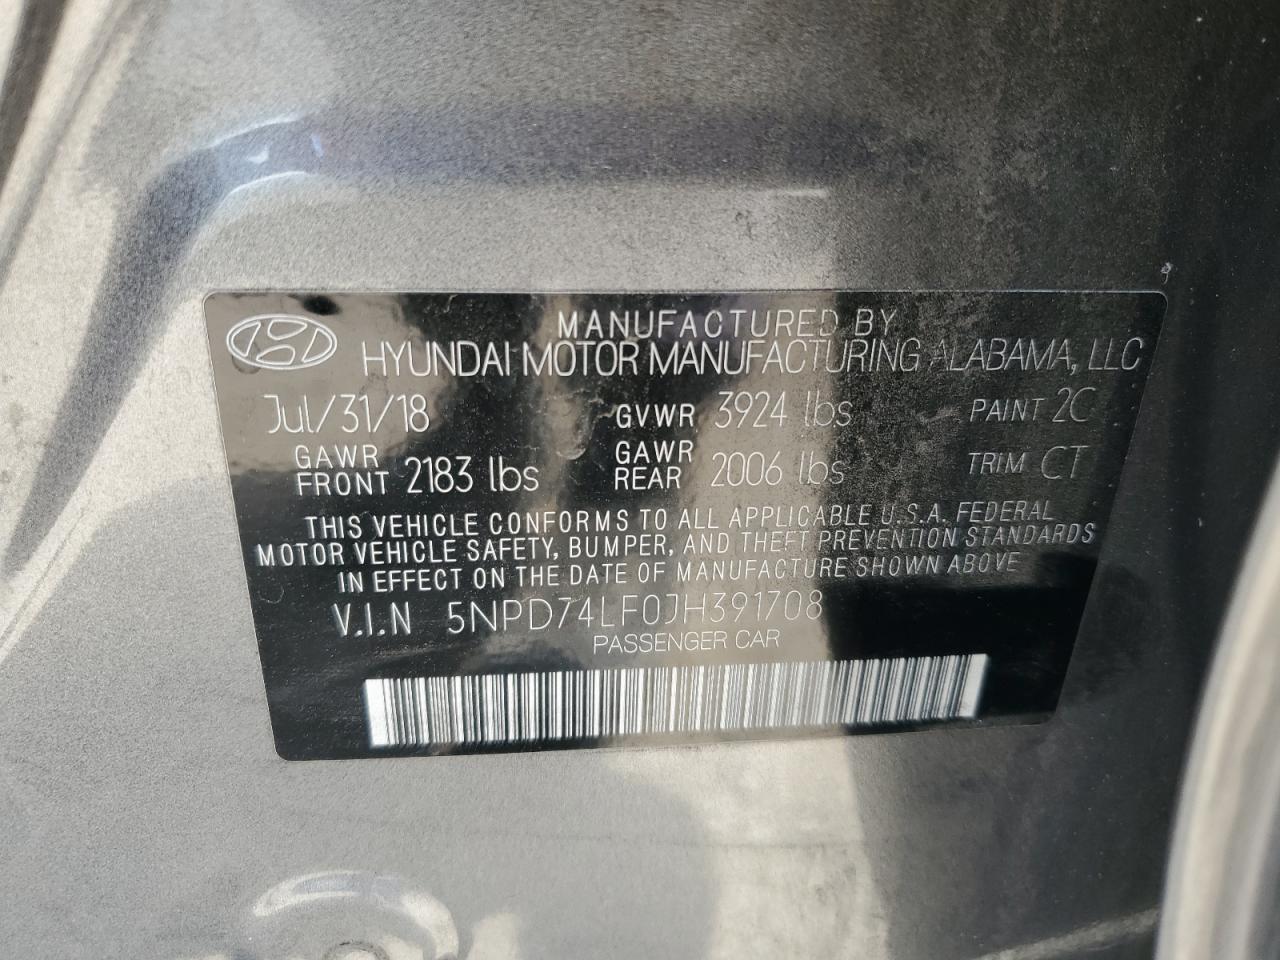 MANUFACTURED BY
HYUNDAI MOTOR MANUFACTURING ALABAMA, LLC
Jul/31/18 GVWR 3924 lbs PAINT 2C
GAWR FRONT 2183 lbs GAWR REAR 2006 lbs TRIM CT
THIS VEHICLE CONFORMS TO ALL APPLICABLE U.S.A. FEDERAL
MOTOR VEHICLE SAFETY, BUMPER, AND THEFT PREVENTION STANDARDS
IN EFFECT ON THE DATE OF MANUFACTURE SHOWN ABOVE
V.I.N 5NPD74LF0JH391708
PASSENGER CAR